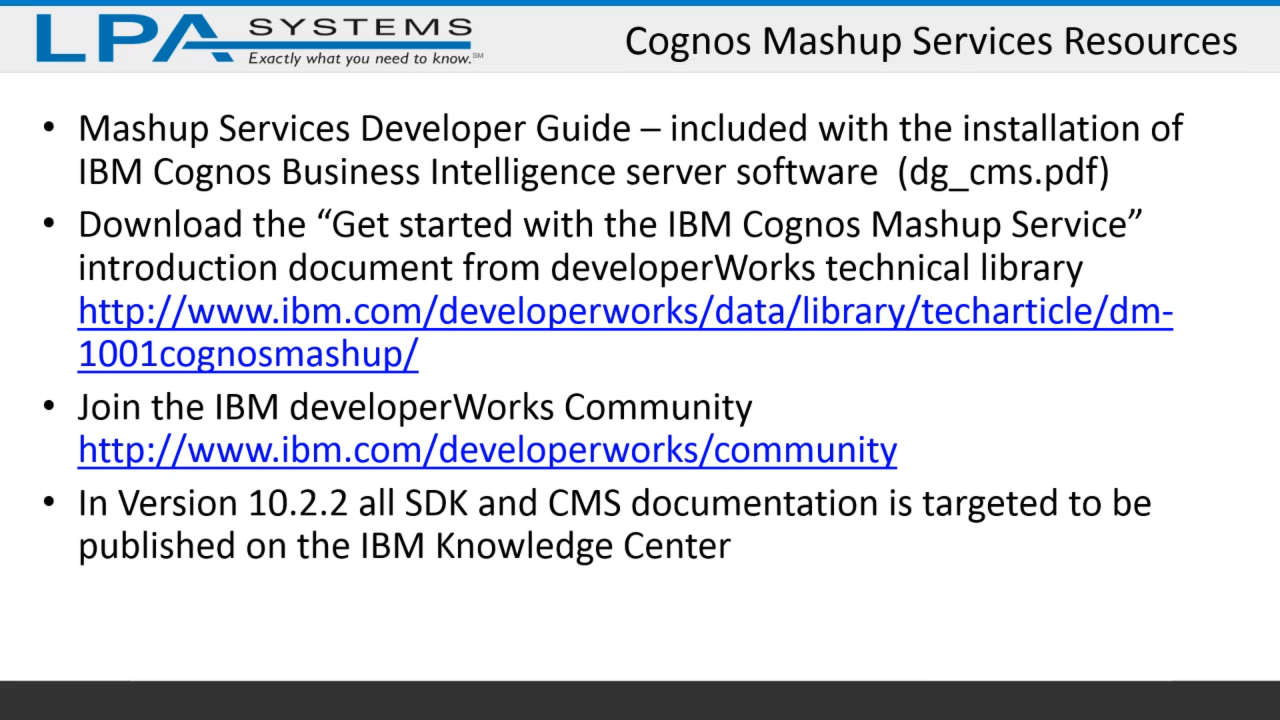 LPA SYSTEMS
Exactly what you need to know.℠
Cognos Mashup Services Resources
• Mashup Services Developer Guide – included with the installation of
IBM Cognos Business Intelligence server software (dg_cms.pdf)
• Download the “Get started with the IBM Cognos Mashup Service”
introduction document from developerWorks technical library
http://www.ibm.com/developerworks/data/library/techarticle/dm-
1001cognosmashup/
• Join the IBM developerWorks Community
http://www.ibm.com/developerworks/community
• In Version 10.2.2 all SDK and CMS documentation is targeted to be
published on the IBM Knowledge Center